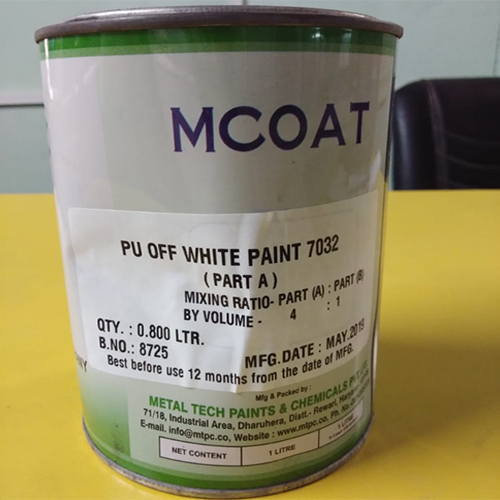 MCOAT
PU OFF WHITE PAINT 7032
( PART A )
MIXING RATIO- PART (A) : PART (B)
BY VOLUME - 4 : 1
QTY. : 0.800 LTR.
B.NO.: 8725
MFG.DATE : MAY.2019
Best before use 12 months from the date of MFG.
Mfg & Packed by :
METAL TECH PAINTS & CHEMICALS
71/18, Industrial Area, Dharuhera, Distt.- Rewari,
E-mail. info@mtpc.co, Website : www.mtpc.co,
NET CONTENT
1 LITRE
1 LITRE